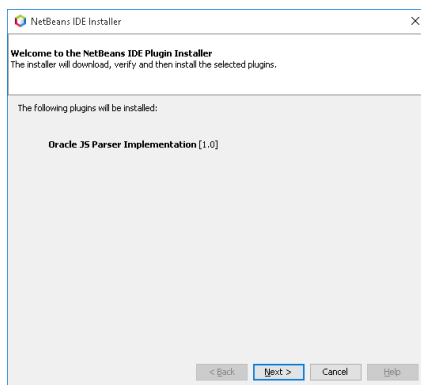 NetBeans IDE Installer
Welcome to the NetBeans IDE Plugin Installer
The installer will download, verify and then install the selected plugins.
The following plugins will be installed:
Oracle JS Parser Implementation [1.0]
< Back Next > Cancel Help